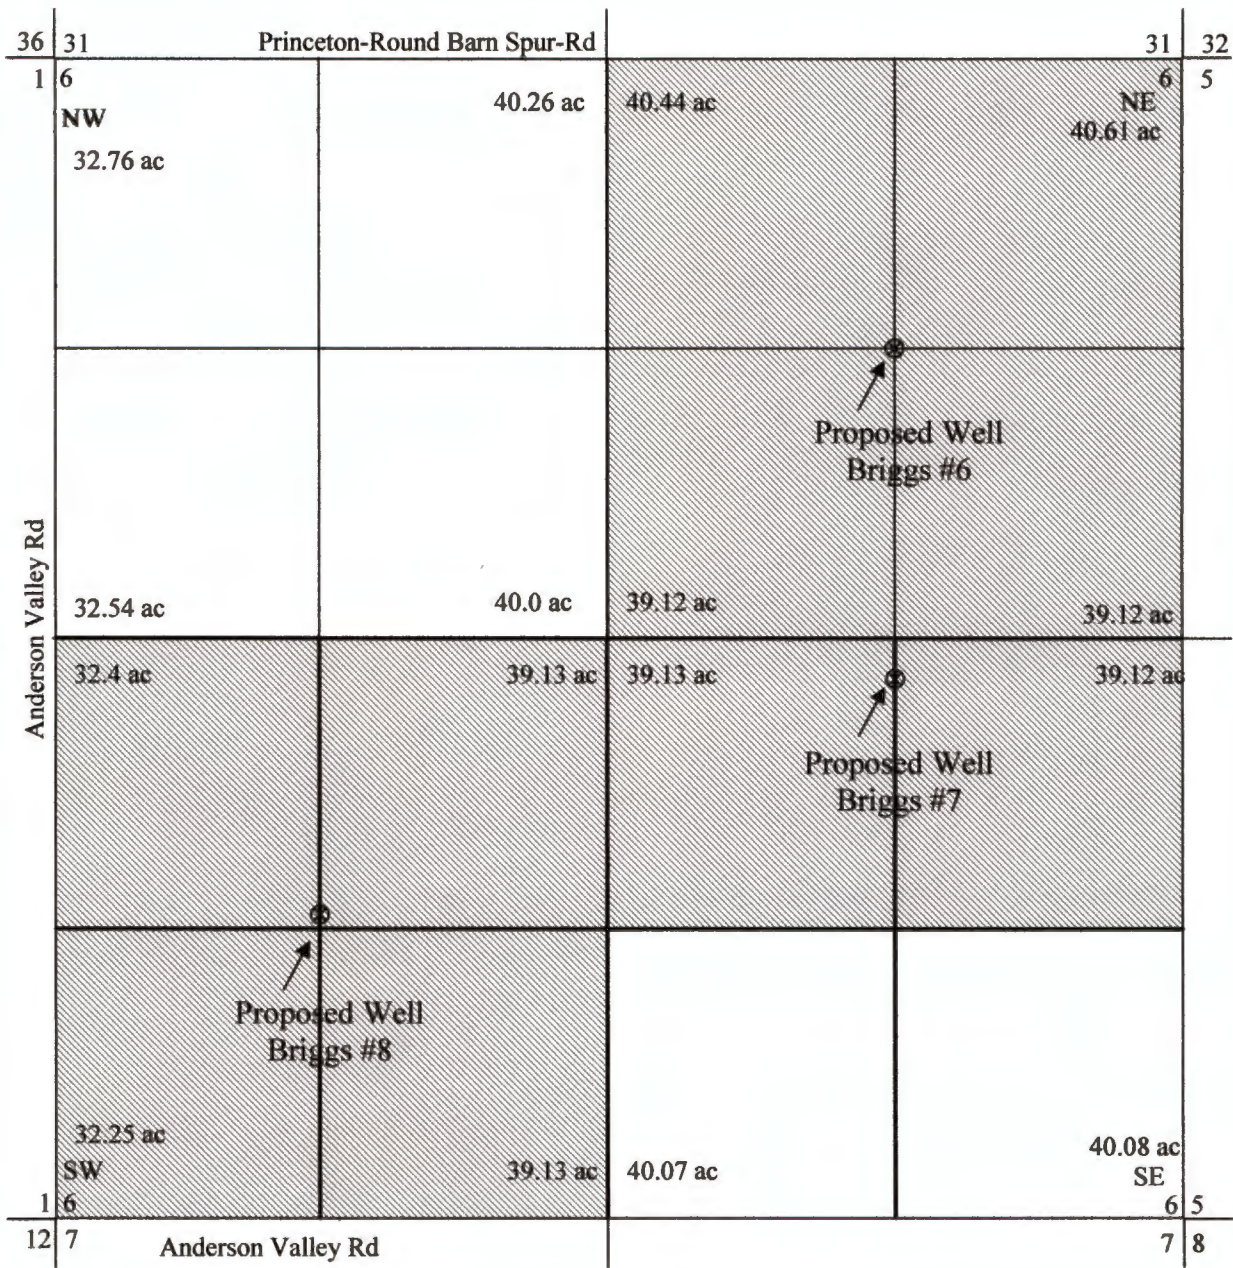 36 31 Princeton-Round Barn Spur-Rd 31 32
1 6 6 5
NW 40.26 ac 40.44 ac NE
32.76 ac 40.61 ac
Proposed Well
Briggs #6
Anderson Valley Rd
32.54 ac 40.0 ac 39.12 ac 39.12 ac
32.4 ac 39.13 ac 39.13 ac 39.12 ac
Proposed Well
Briggs #7
Proposed Well
Briggs #8
32.25 ac 40.08 ac
SW 39.13 ac 40.07 ac SE
1 6 6 5
12 7 Anderson Valley Rd 7 8